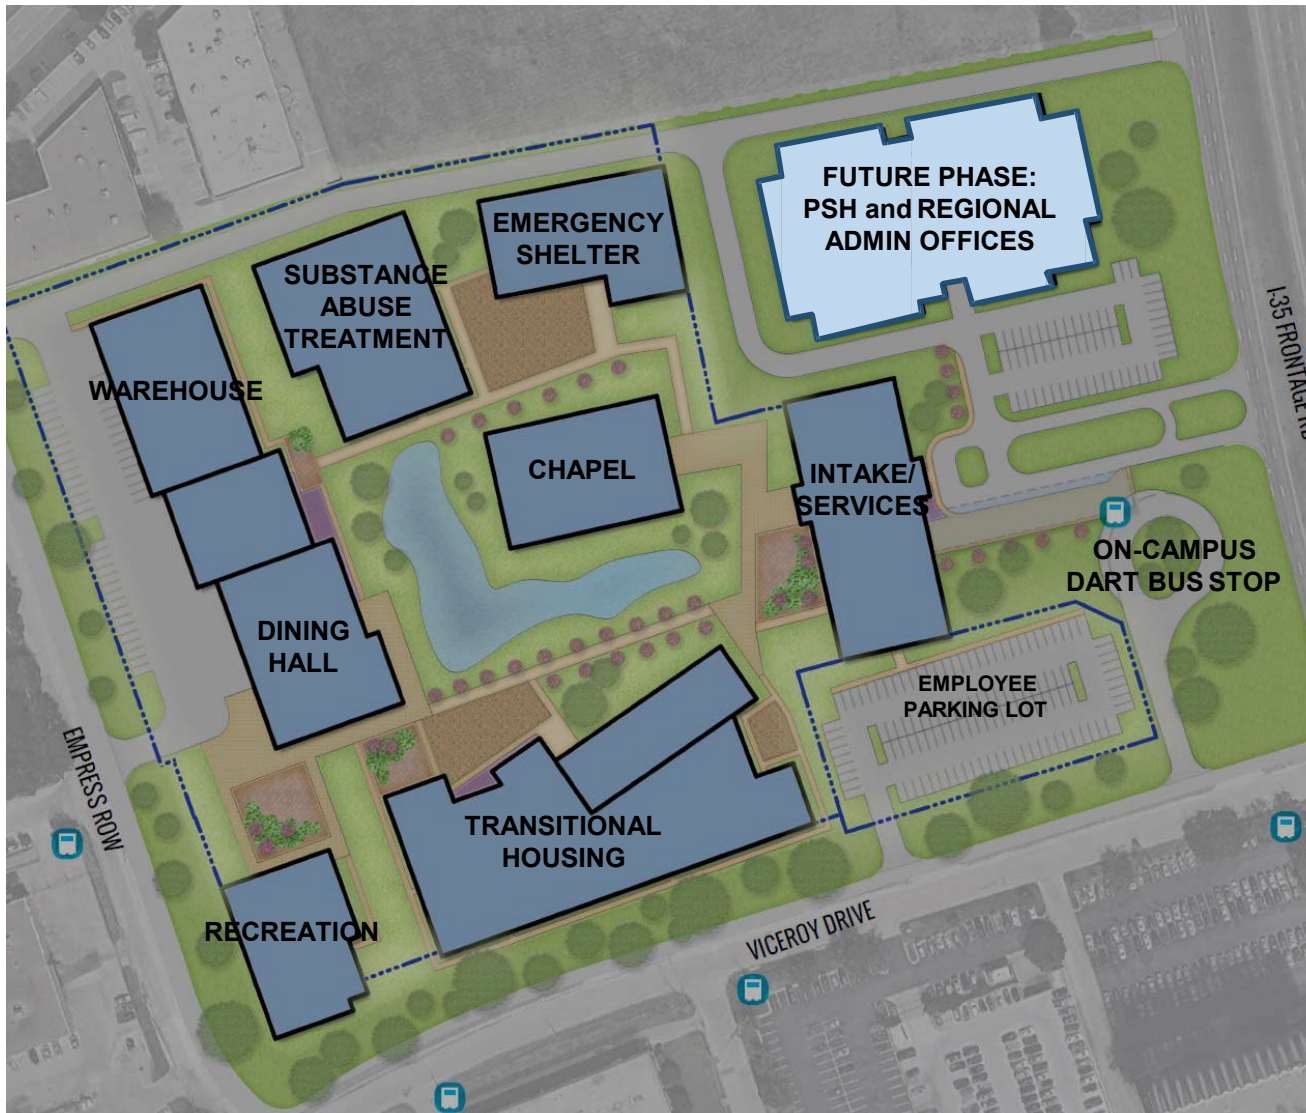 FUTURE PHASE:
PSH and REGIONAL
ADMIN OFFICES
EMERGENCY
SHELTER
SUBSTANCE
ABUSE
TREATMENT
WAREHOUSE
I-35 FRONTAGE
CHAPEL
INTAKE/
SERVICES
ON-CAMPUS
DART BUS STOP
DINING
HALL
EMPLOYEE
PARKING LOT
EMPRESS ROW
TRANSITIONAL
HOUSING
RECREATION
VICEROY DRIVE